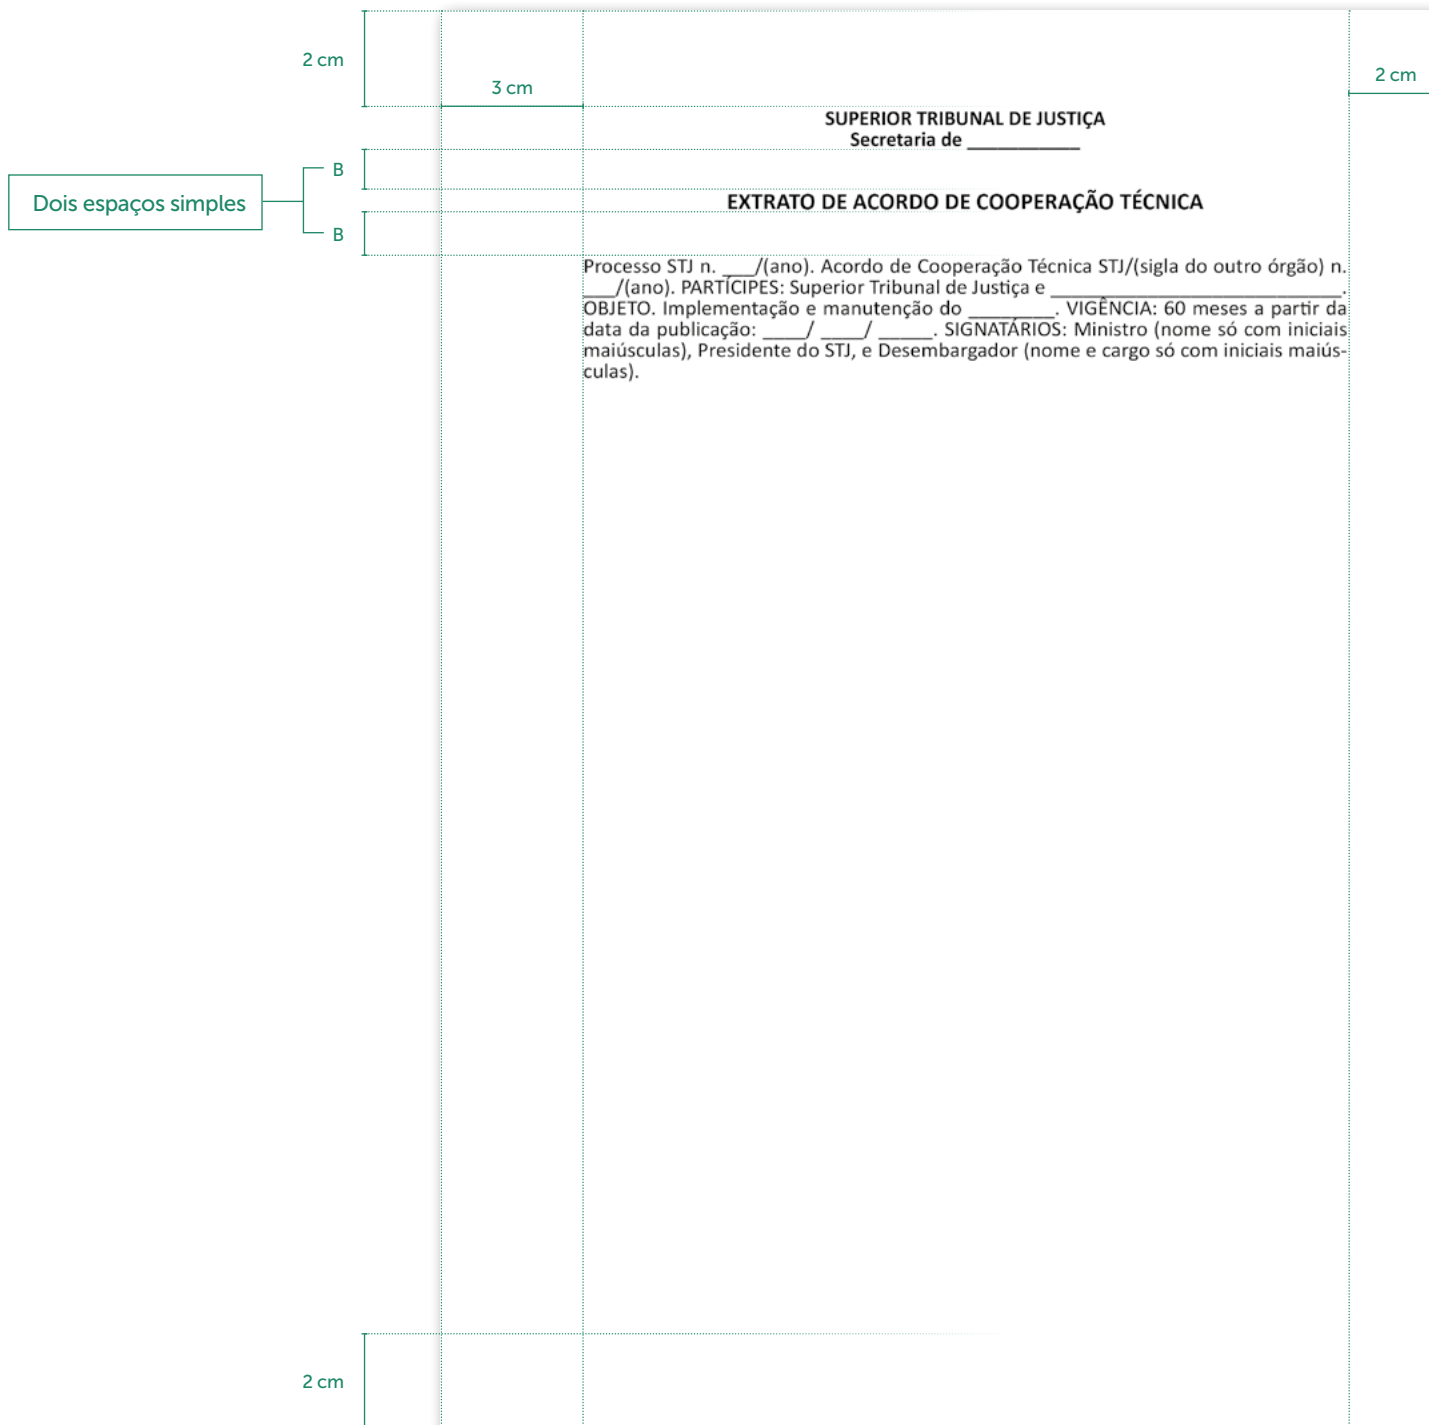 2 cm
3 cm
2 cm
SUPERIOR TRIBUNAL DE JUSTIÇA
Secretaria de ___________
B
Dois espaços simples
EXTRATO DE ACORDO DE COOPERAÇÃO TÉCNICA
B
Processo STJ n. ___/(ano). Acordo de Cooperação Técnica STJ/(sigla do outro órgão) n.
___/(ano). PARTÍCIPES: Superior Tribunal de Justiça e ___________________________.
OBJETO. Implementação e manutenção do ________. VIGÊNCIA: 60 meses a partir da
data da publicação: ____/ ____/ _____. SIGNATÁRIOS: Ministro (nome só com iniciais
maiúsculas), Presidente do STJ, e Desembargador (nome e cargo só com iniciais maiús-
culas).
2 cm